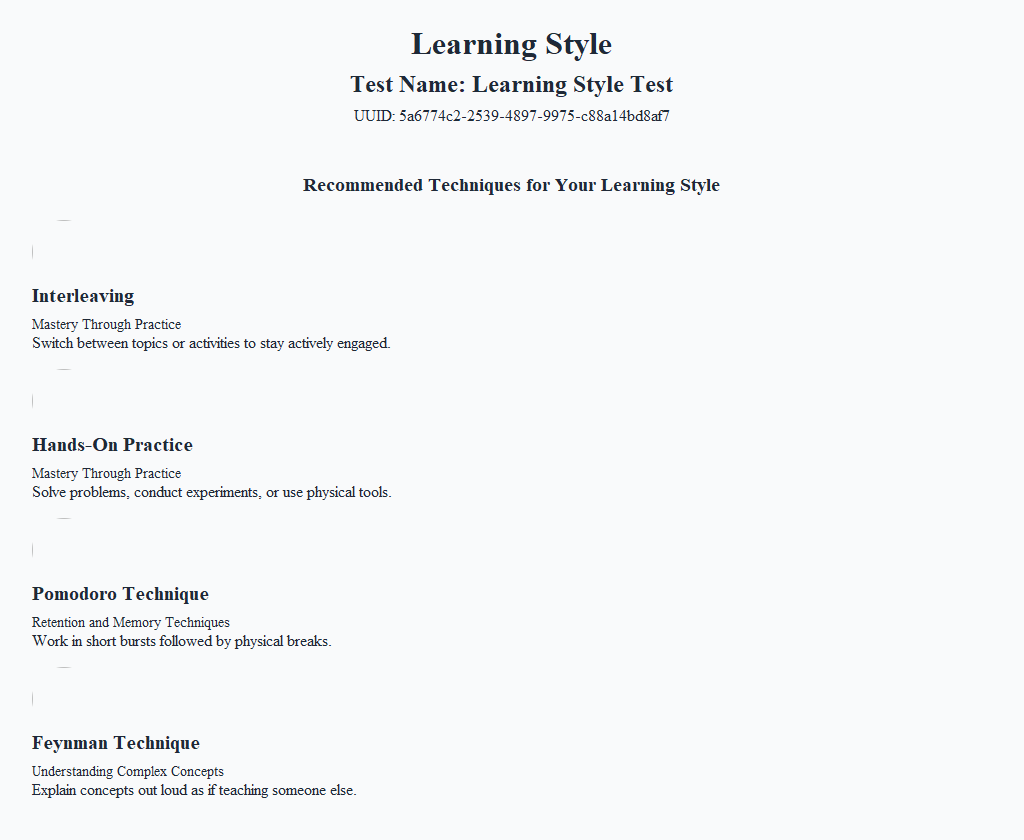 Learning Style
Test Name: Learning Style Test
UUID: 5a6774c2-2539-4897-9975-c88a14bd8af7
Recommended Techniques for Your Learning Style
Interleaving
Mastery Through Practice
Switch between topics or activities to stay actively engaged.
Hands-On Practice
Mastery Through Practice
Solve problems, conduct experiments, or use physical tools.
Pomodoro Technique
Retention and Memory Techniques
Work in short bursts followed by physical breaks.
Feynman Technique
Understanding Complex Concepts
Explain concepts out loud as if teaching someone else.